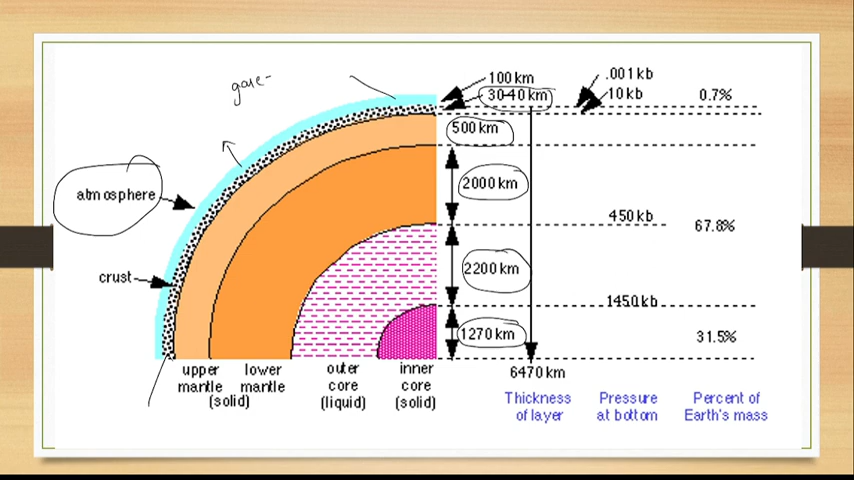 gase-
100 km
30-40 km
.001 kb
10 kb
0.7%
500 km
atmosphere
2000 km
450 kb
67.8%
crust
2200 km
1450 kb
1270 km
31.5%
6470 km
upper mantle
lower mantle
(solid)
outer core (liquid)
inner core (solid)
Thickness of layer
Pressure at bottom
Percent of Earth's mass